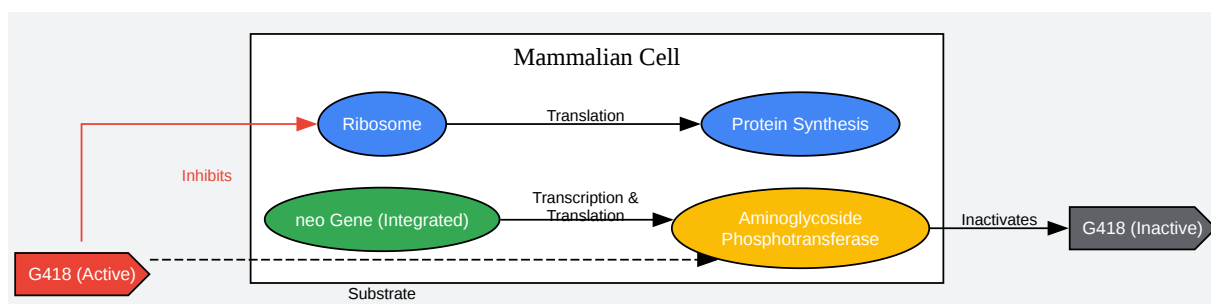 Mammalian Cell
Ribosome
Translation
Protein Synthesis
Inhibits
neo Gene (Integrated)
Transcription &
Translation
Aminoglycoside
Phosphotransferase
Inactivates
G418 (Inactive)
G418 (Active)
Substrate